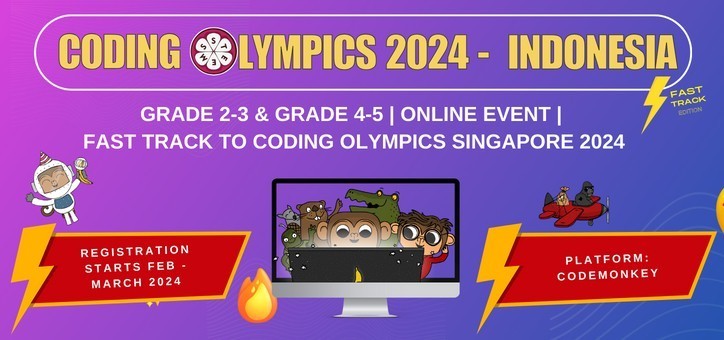 CODING OLYMPICS 2024 - INDONESIA
FAST
TRACK
EDITION
GRADE 2-3 & GRADE 4-5 | ONLINE EVENT |
FAST TRACK TO CODING OLYMPICS SINGAPORE 2024
REGISTRATION
STARTS FEB -
MARCH 2024
PLATFORM:
CODEMONKEY